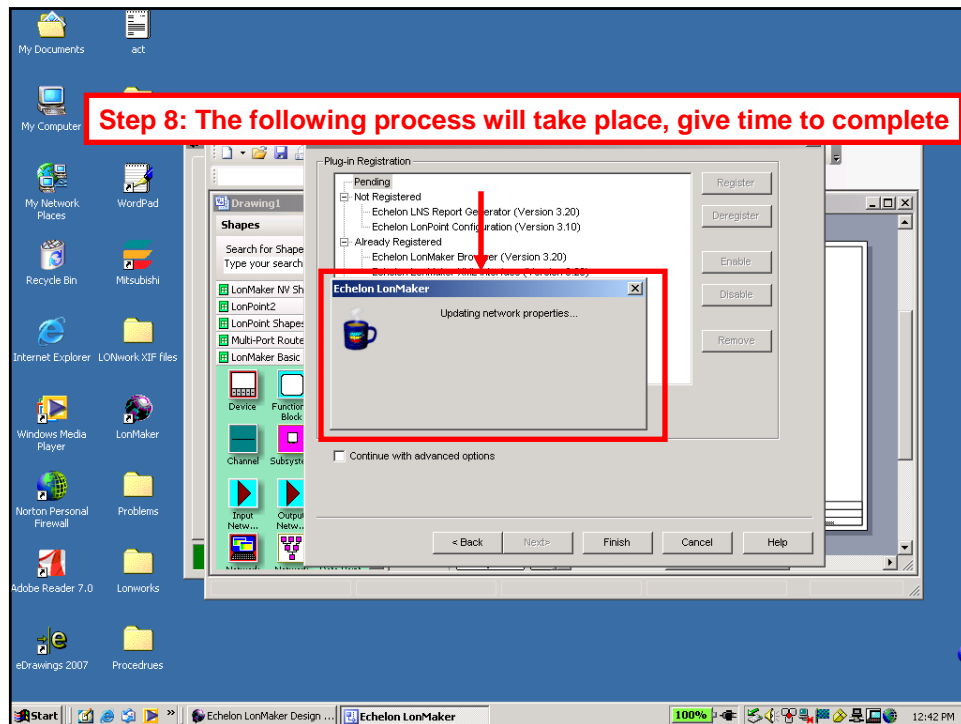 My Documents
act
My Computer
Step 8: The following process will take place, give time to complete
Plug-in Registration
Pending
Not Registered
Echelon LNS Report Generator (Version 3.20)
Echelon LonPoint Configuration (Version 3.10)
Already Registered
Echelon LonMaker Browser (Version 3.20)
Register
Deregister
Enable
Disable
Remove
My Network
Places
WordPad
Drawing1
Shapes
Search for Shape
Type your search
Recycle Bin
Mitsubishi
LonMaker NV Sh
LonPoint2
LonPoint Shapes
Multi-Port Route
LonMaker Basic
Echelon LonMaker
Updating network properties...
Internet Explorer
LONwork XIF files
Device
Function
Block
Channel
Subsyste
Windows Media
Player
LonMaker
Continue with advanced options
Input
Netw...
Output
Netw...
Norton Personal
Firewall
Problems
< Back
Next>
Finish
Cancel
Help
Adobe Reader 7.0
Lonworks
eDrawings 2007
Procedrues
Start
»
Echelon LonMaker Design ...
Echelon LonMaker
100%
12:42 PM